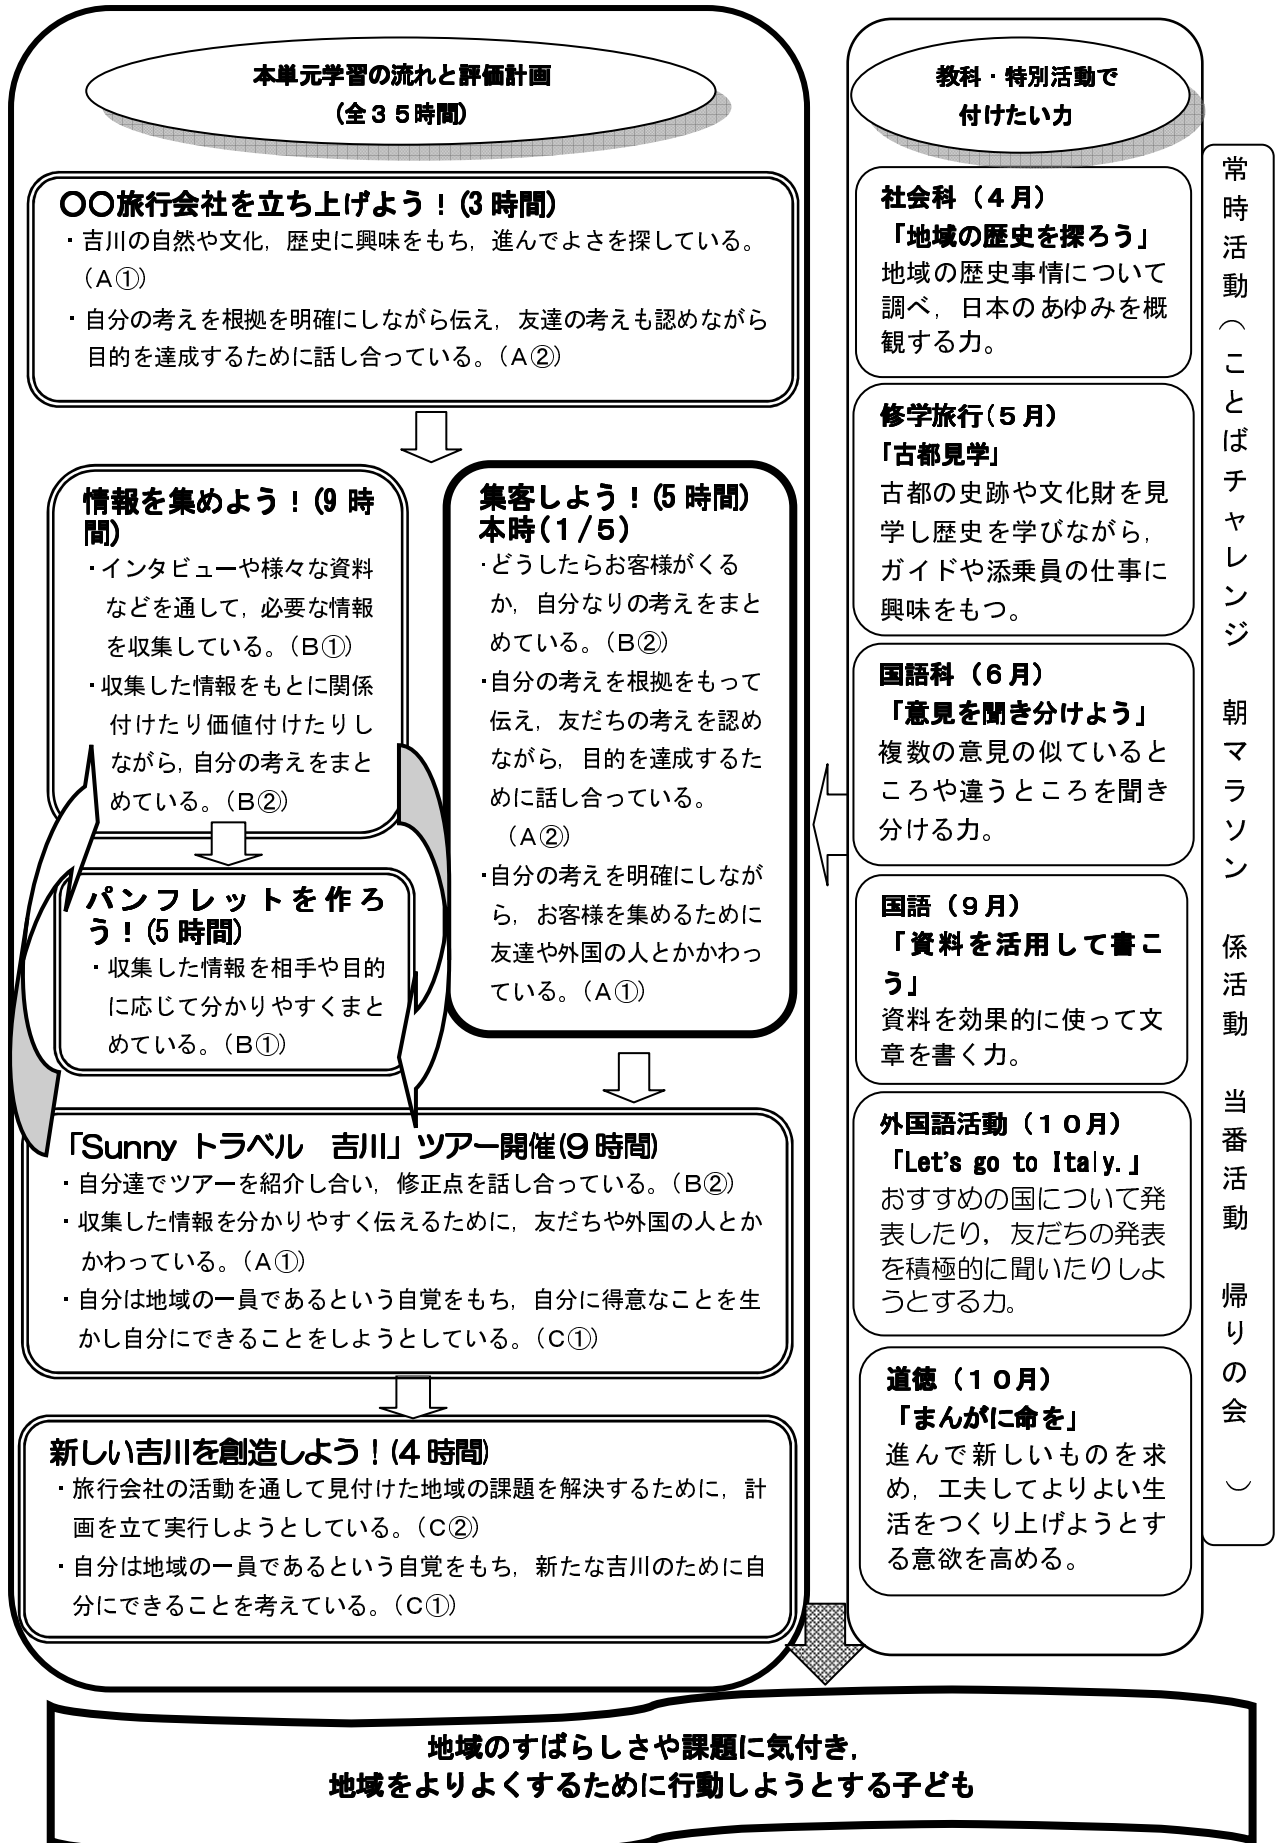 本単元学習の流れと評価計画
(全３５時間)
〇〇旅行会社を立ち上げよう！(3 時間)
・吉川の自然や文化，歴史に興味をもち，進んでよさを探している。
（Ａ①）
・自分の考えを根拠を明確にしながら伝え，友達の考えも認めながら
目的を達成するために話し合っている。（Ａ②）
情報を集めよう！(9 時
間)
・インタビューや様々な資料
などを通して，必要な情報
を収集している。（Ｂ①）
・収集した情報をもとに関係
付けたり価値付けたりし
ながら，自分の考えをまと
めている。（Ｂ②）
パンフレットを作ろ
う！(5 時間)
・収集した情報を相手や目的
に応じて分かりやすくまと
めている。（Ｂ①）
集客しよう！(5 時間)
本時(１/５)
・どうしたらお客様がくる
か，自分なりの考えをまと
めている。（Ｂ②）
・自分の考えを根拠をもって
伝え，友だちの考えを認め
ながら，目的を達成するた
めに話し合っている。
（Ａ②）
・自分の考えを明確にしなが
ら，お客様を集めるために
友達や外国の人とかかわっ
ている。（Ａ①）
「Sunny トラベル　吉川」ツアー開催(9 時間)
・自分達でツアーを紹介し合い，修正点を話し合っている。（Ｂ②）
・収集した情報を分かりやすく伝えるために，友だちや外国の人とか
かわっている。（Ａ①）
・自分は地域の一員であるという自覚をもち，自分に得意なことを生
かし自分にできることをしようとしている。（Ｃ①）
新しい吉川を創造しよう！(4 時間)
・旅行会社の活動を通して見付けた地域の課題を解決するために，計
画を立て実行しようとしている。（Ｃ②）
・自分は地域の一員であるという自覚をもち，新たな吉川のために自
分にできることを考えている。（Ｃ①）
教科・特別活動で
付けたい力
社会科（４月）
「地域の歴史を探ろう」
地域の歴史事情について
調べ，日本のあゆみを概
観する力。
修学旅行(５月)
「古都見学」
古都の史跡や文化財を見
学し歴史を学びながら，
ガイドや添乗員の仕事に
興味をもつ。
国語科（６月）
「意見を聞き分けよう」
複数の意見の似ていると
ころや違うところを聞き
分ける力。
国語（９月）
「資料を活用して書こ
う」
資料を効果的に使って文
章を書く力。
外国語活動（１０月）
「Let's go to Italy.」
おすすめの国について発
表したり，友だちの発表
を積極的に聞いたりしよ
うとする力。
道徳（１０月）
「まんがに命を」
進んで新しいものを求
め，工夫してよりよい生
活をつくり上げようとす
る意欲を高める。
常時活動（ことばチャレンジ　朝マラソン　係活動　当番活動　帰りの会　）
地域のすばらしさや課題に気付き，
地域をよりよくするために行動しようとする子ども